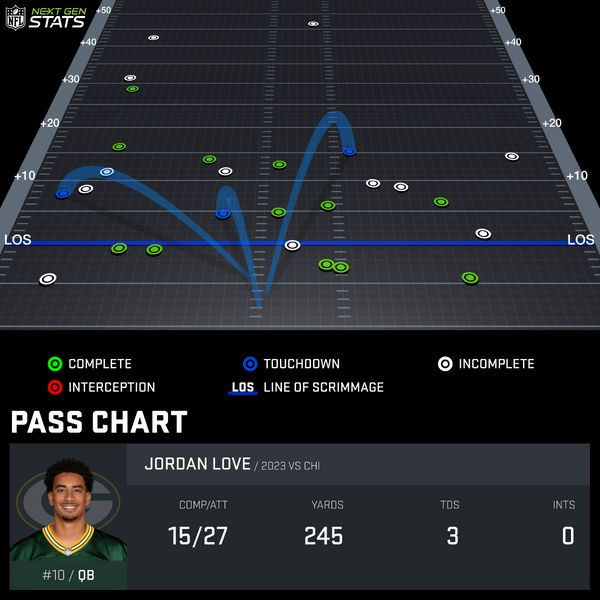 NFL NEXT GEN STATS
+50 +50
+40 +40
+30 +30
+20 +20
+10 +10
LOS LOS
COMPLETE TOUCHDOWN INCOMPLETE
INTERCEPTION LOS LINE OF SCRIMMAGE
PASS CHART
JORDAN LOVE / 2023 VS CHI
COMP/ATT YARDS TDS INTS
15/27 245 3 0
#10 / QB